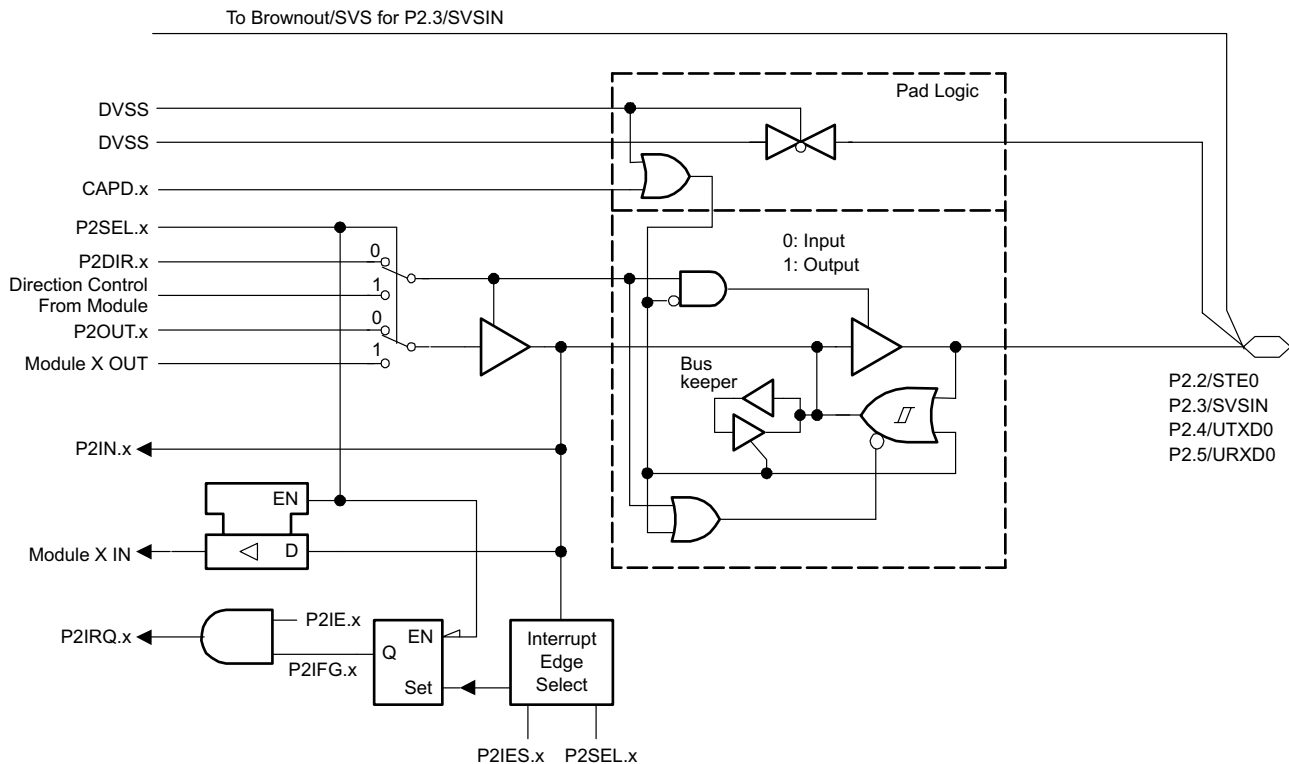 To Brownout/SVS for P2.3/SVSIN
Pad Logic
DVSS
DVSS
CAPD.x
P2SEL.x
0: Input
1: Output
0
P2DIR.x
Direction Control
From Module
1
0
P2OUT.x
1
Module X OUT
Bus
keeper
P2.2/STE0
P2.3/SVSIN
P2.4/UTXD0
P2.5/URXD0
P2IN.x
EN
Module X IN
D
P2IE.x
P2IRQ.x
P2IFG.x
EN
Q
Set
Interrupt
Edge
Select
P2IES.x
P2SEL.x